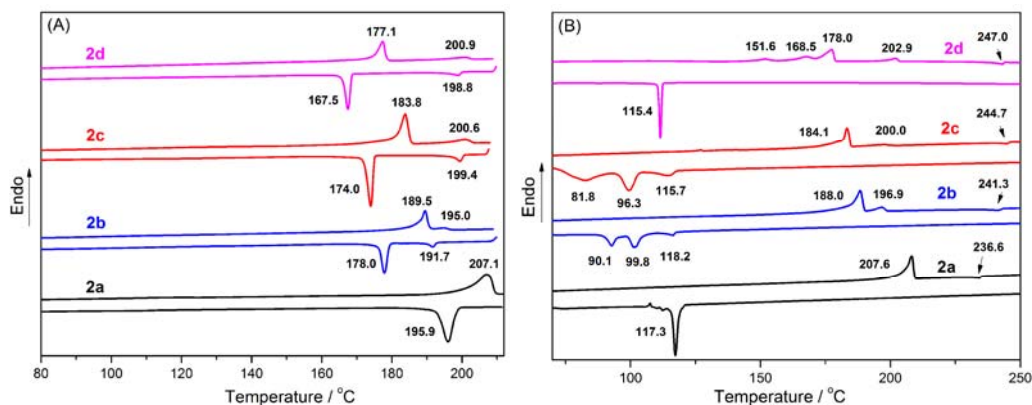 (A)
177.1
200.9
2d
167.5
198.8
183.8
200.6
2c
174.0
199.4
189.5
195.0
2b
178.0
191.7
207.1
2a
195.9
Endo
80 100 120 140 160 180 200
Temperature / °C
(B)
151.6 168.5 178.0 202.9 2d 247.0
115.4
184.1 200.0 2c 244.7
81.8 96.3 115.7
188.0 196.9 2b 241.3
90.1 99.8 118.2
207.6 2a 236.6
117.3
Endo
100 150 200 250
Temperature / °C